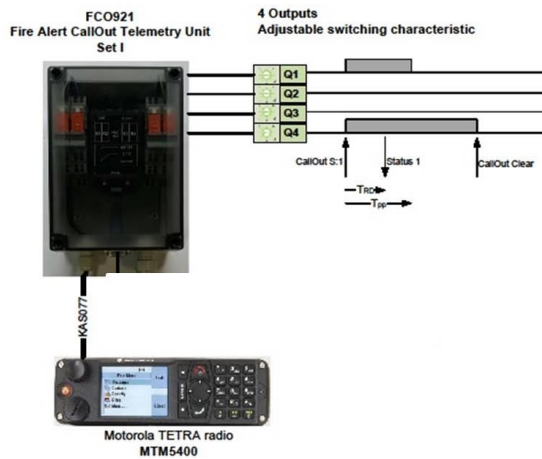 FCO921
Fire Alert CallOut Telemetry Unit
Set I
4 Outputs
Adjustable switching characteristic
Q1
Q2
Q3
Q4
CallOut S:1
Status 1
CallOut Clear
TRD
Tpp
KAS077
Motorola TETRA radio
MTM5400